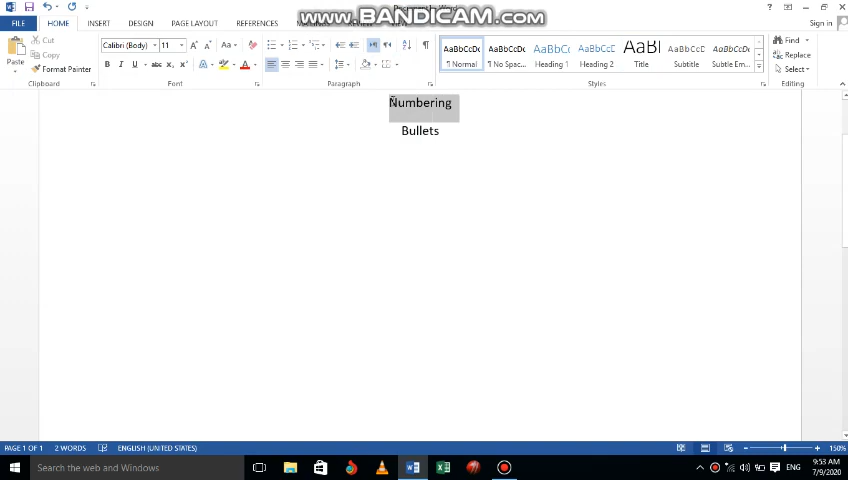 www.BANDICAM.com
Sign in
FILE HOME INSERT DESIGN PAGE LAYOUT REFERENCES
Cut
Copy
Paste
Format Painter
Clipboard
Calibri (Body) 11
Font
Paragraph
AaBbCcDc AaBbCcDc AaBbC AaBbCcC AaBl AaBbCcD AaBbCcDc
¶ Normal ¶ No Spac... Heading 1 Heading 2 Title Subtitle Subtle Em...
Styles
Find
Replace
Select
Editing
Numbering
Bullets
PAGE 1 OF 1 2 WORDS ENGLISH (UNITED STATES) 150%
Search the web and Windows
ENG
9:53 AM
7/9/2020